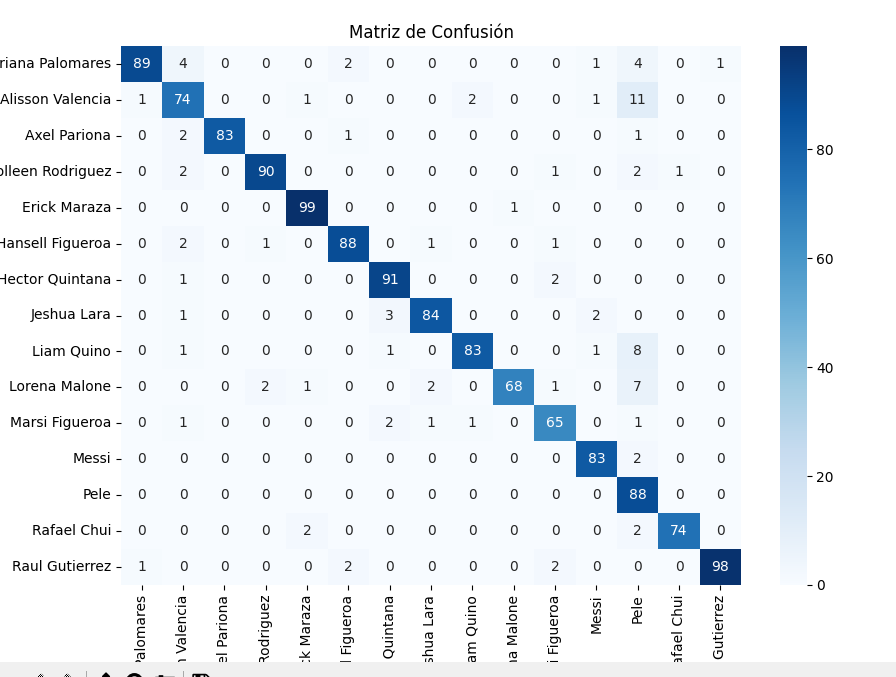 Matriz de Confusión
riana Palomares 89 4 0 0 0 2 0 0 0 0 0 1 4 0 1
Alisson Valencia 1 74 0 0 1 0 0 0 2 0 0 1 11 0 0
Axel Pariona 0 2 83 0 0 1 0 0 0 0 0 0 1 0 0
olleen Rodriguez 0 2 0 90 0 0 0 0 0 0 1 0 2 1 0
Erick Maraza 0 0 0 0 99 0 0 0 0 1 0 0 0 0 0
Hansell Figueroa 0 2 0 1 0 88 0 1 0 0 1 0 0 0 0
Hector Quintana 0 1 0 0 0 0 91 0 0 0 2 0 0 0 0
Jeshua Lara 0 1 0 0 0 0 3 84 0 0 0 2 0 0 0
Liam Quino 0 1 0 0 0 0 1 0 83 0 0 1 8 0 0
Lorena Malone 0 0 0 2 1 0 0 2 0 68 1 0 7 0 0
Marsi Figueroa 0 1 0 0 0 0 2 1 1 0 65 0 1 0 0
Messi 0 0 0 0 0 0 0 0 0 0 0 83 2 0 0
Pele 0 0 0 0 0 0 0 0 0 0 0 0 88 0 0
Rafael Chui 0 0 0 0 2 0 0 0 0 0 0 0 2 74 0
Raul Gutierrez 1 0 0 0 0 2 0 0 0 0 2 0 0 0 98
Palomares
n Valencia
el Pariona
Rodriguez
ck Maraza
l Figueroa
Quintana
shua Lara
am Quino
na Malone
i Figueroa
Messi
Pele
afael Chui
Gutierrez
80
60
40
20
0